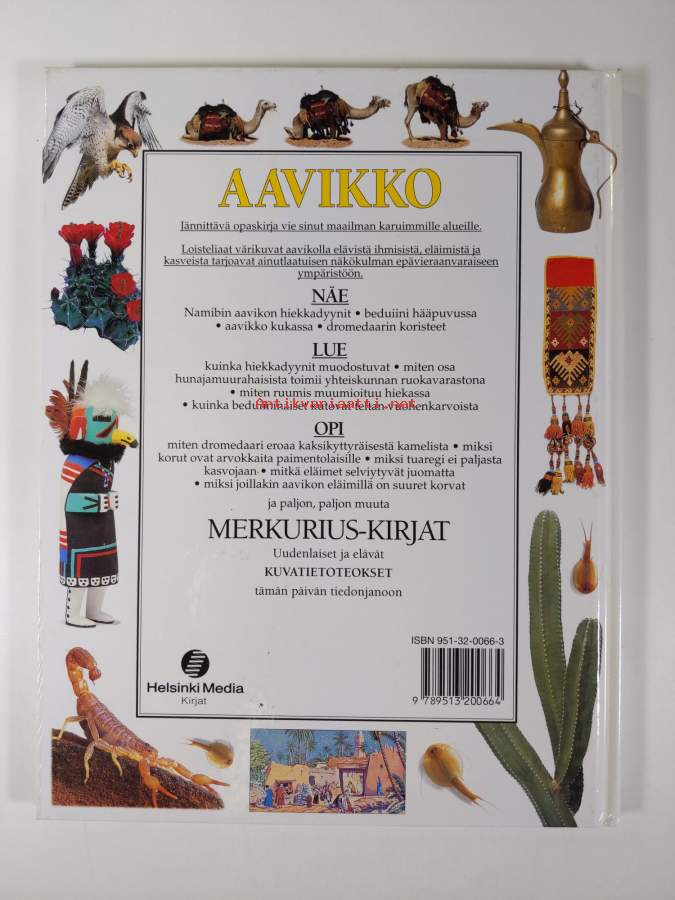 AAVIKKO
Jännittävä opaskirja vie sinut maailman karuimmille alueille.
Loisteliaat värikuvat aavikolla elävistä ihmisistä, eläimistä ja
kasveista tarjoavat ainutlaatuisen näkökulman epävieraanvaraiseen
ympäristöön.
NÄE
Namibin aavikon hiekkadyynit • beduiini hääpuvussa
• aavikko kukassa • dromedaarin koristeet
LUE
kuinka hiekkadyynit muodostuvat • miten osa
hunajamuurahaisista toimii yhteiskunnan ruokavarastona
• miten ruumis muumioituu hiekassa
• kuinka beduiininaiset kutovat teltan vuohenkarvoista
Antikvariaatti.net
OPI
miten dromedaari eroaa kaksikyttyräisestä kamelista • miksi
korut ovat arvokkaita paimentolaisille • miksi tuaregi ei paljasta
kasvojaan • mitkä eläimet selviytyvät juomatta
• miksi joillakin aavikon eläimillä on suuret korvat
ja paljon, paljon muuta
MERKURIUS-KIRJAT
Uudenlaiset ja elävät
KUVATIETOTEOKSET
tämän päivän tiedonjanoon
ISBN 951-32-0066-3
9 789513 200664
Helsinki Media
Kirjat